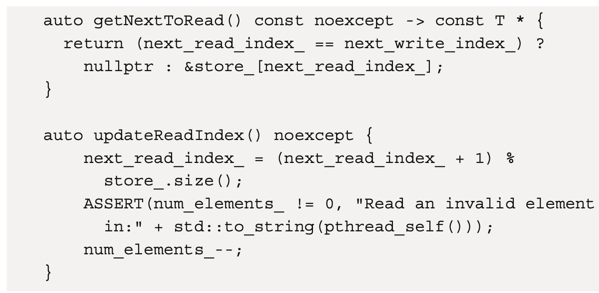 auto getNextToRead() const noexcept -> const T * {
return (next_read_index_ == next_write_index_) ?
nullptr : &store_[next_read_index_];
}
auto updateReadIndex() noexcept {
next_read_index_ = (next_read_index_ + 1) %
store_.size();
ASSERT(num_elements_ != 0, "Read an invalid element
in:" + std::to_string(pthread_self()));
num_elements_--;
}